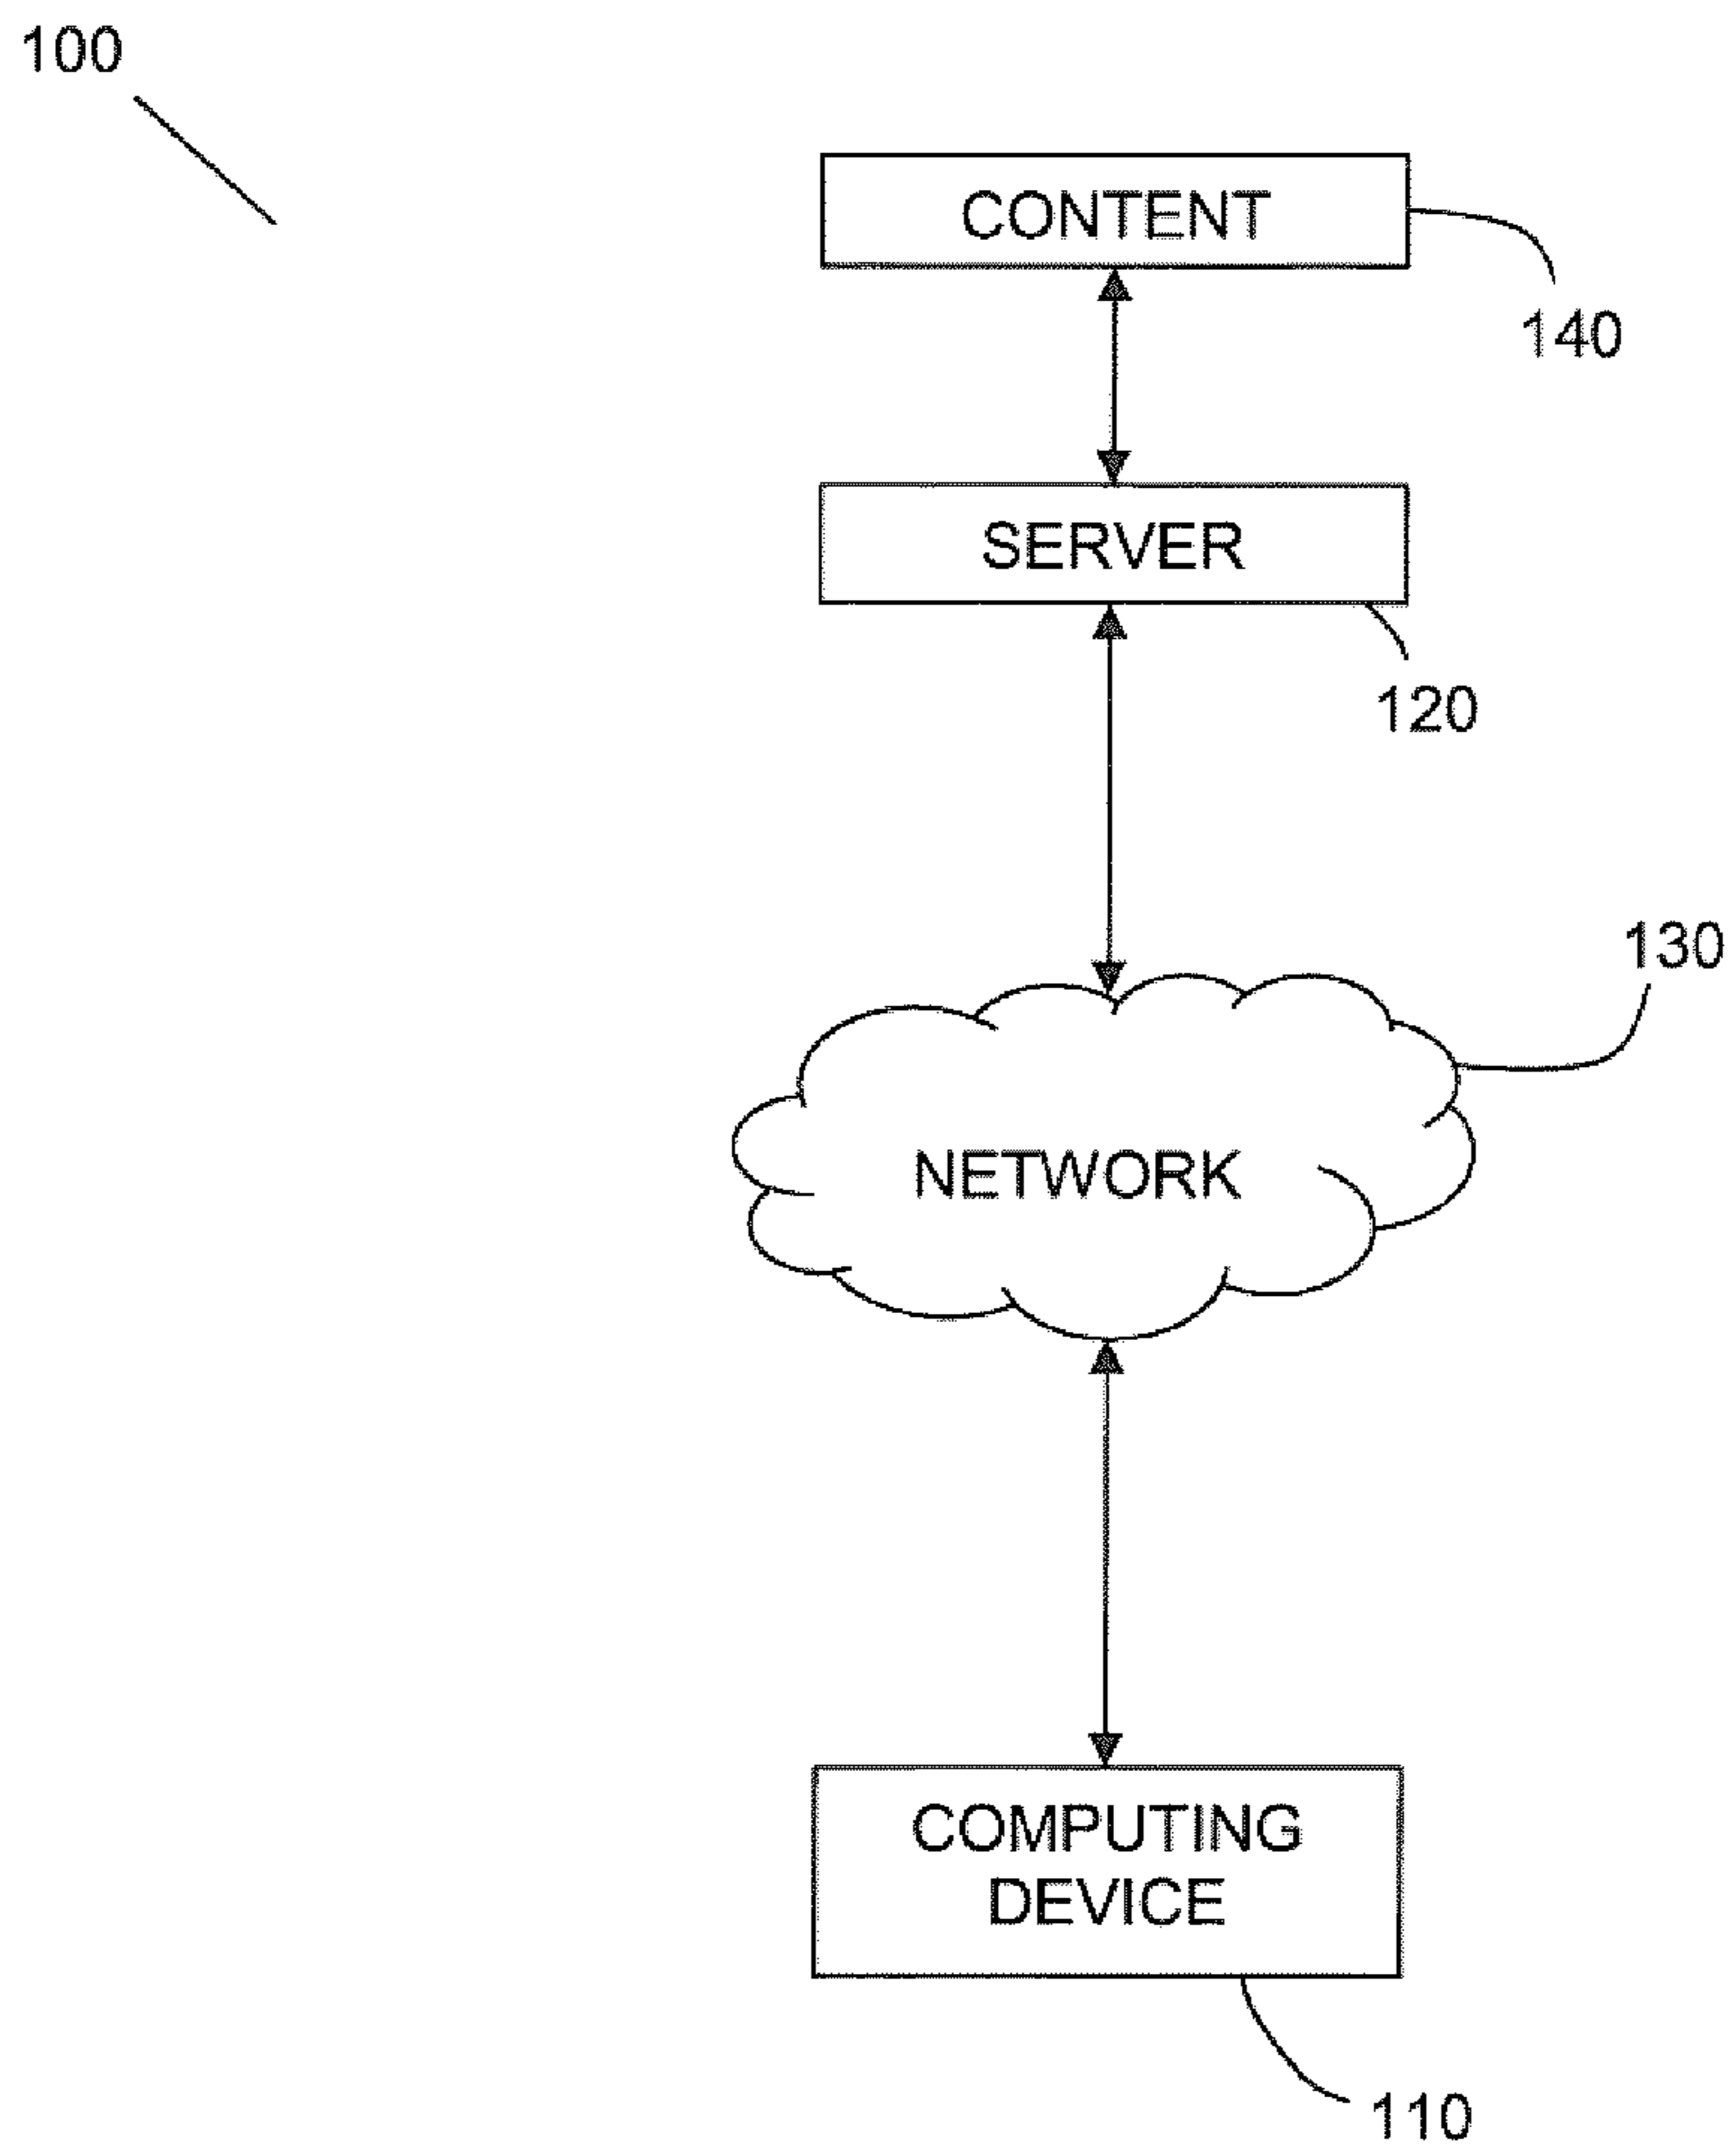 100
CONTENT
140
SERVER
120
130
NETWORK
COMPUTING
DEVICE
110